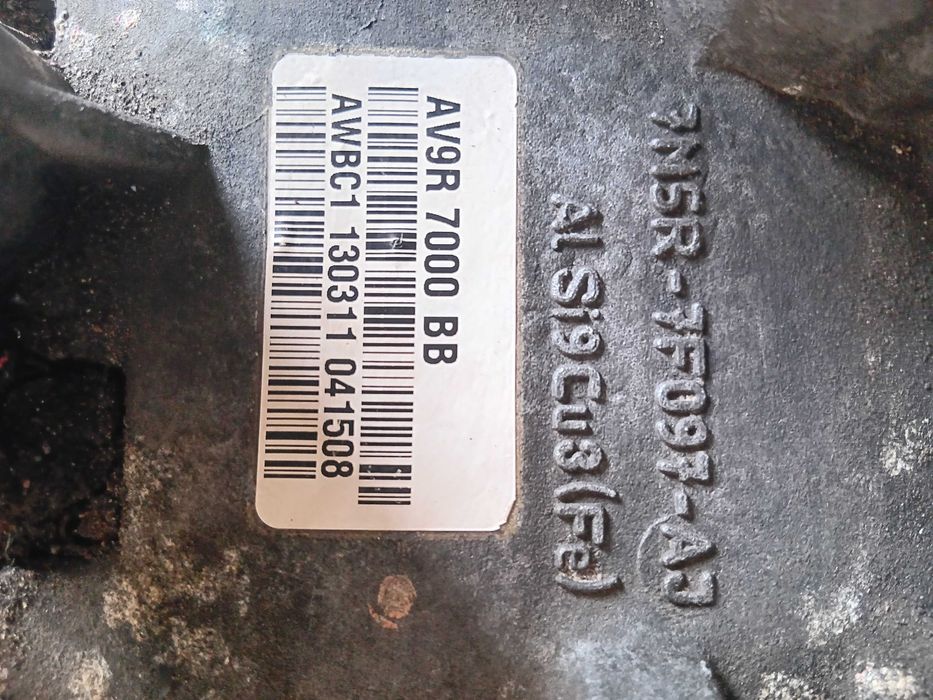 7N5R-7F097-AJ
Al Si9Cu3(Fe)
AV9R 7000 BB
AWBC1 130311 041508